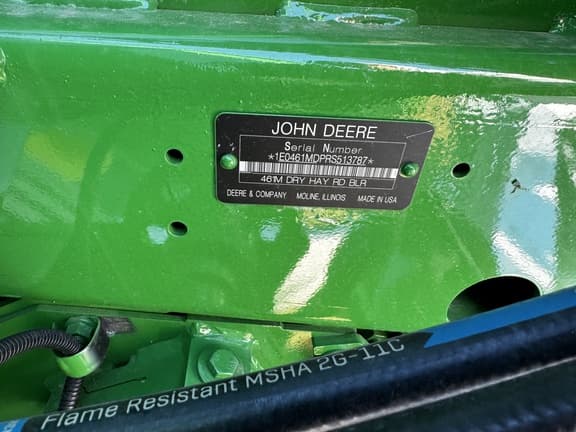 JOHN DEERE
Serial Number
*1E0461MDPRS513787*
461M DRY HAY RD BLR
DEERE & COMPANY MOLINE, ILLINOIS MADE IN USA
Flame Resistant MSHA 2G-11C